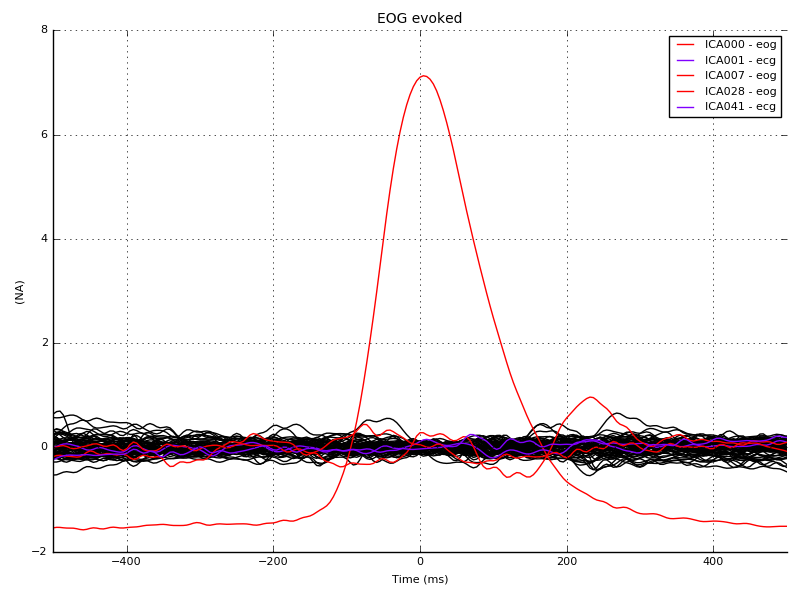 EOG evoked
8
6
4
2
0
−2
(NA)
−400
−200
0
200
400
Time (ms)
ICA000 - eog
ICA001 - ecg
ICA007 - eog
ICA028 - eog
ICA041 - ecg